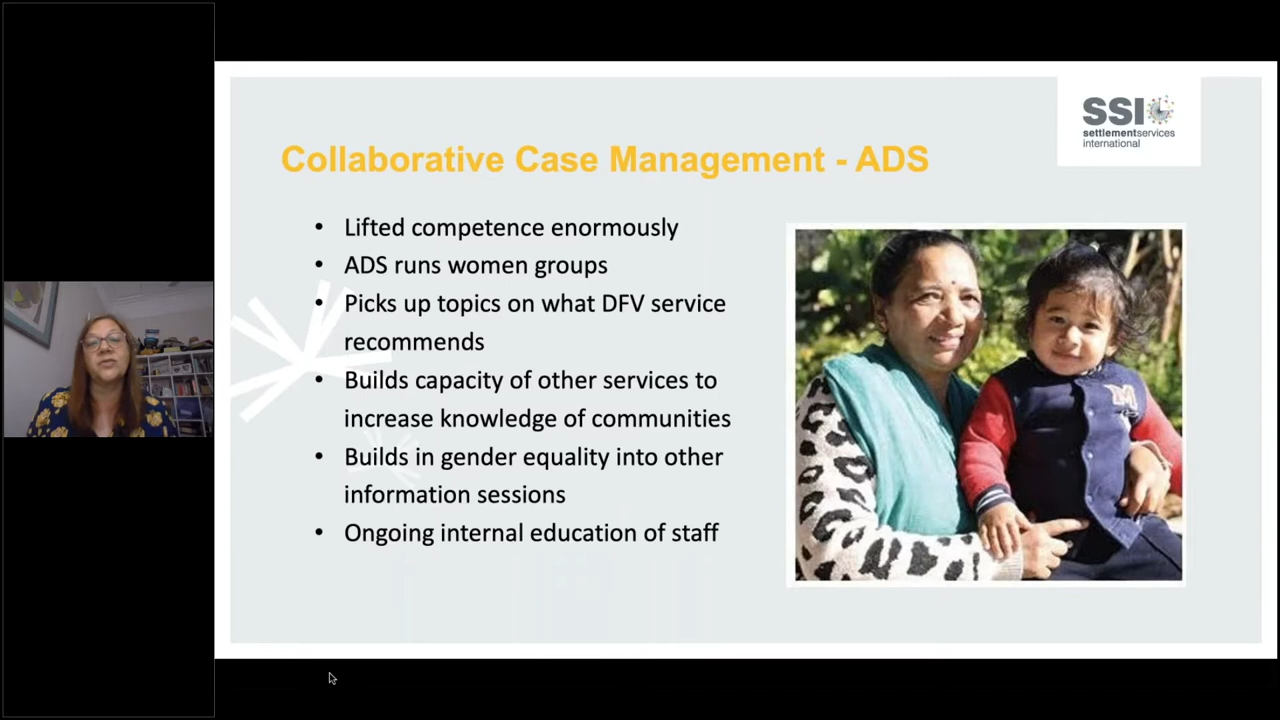 SSI
settlementservices
international
Collaborative Case Management - ADS
• Lifted competence enormously
• ADS runs women groups
• Picks up topics on what DFV service
recommends
• Builds capacity of other services to
increase knowledge of communities
• Builds in gender equality into other
information sessions
• Ongoing internal education of staff
M